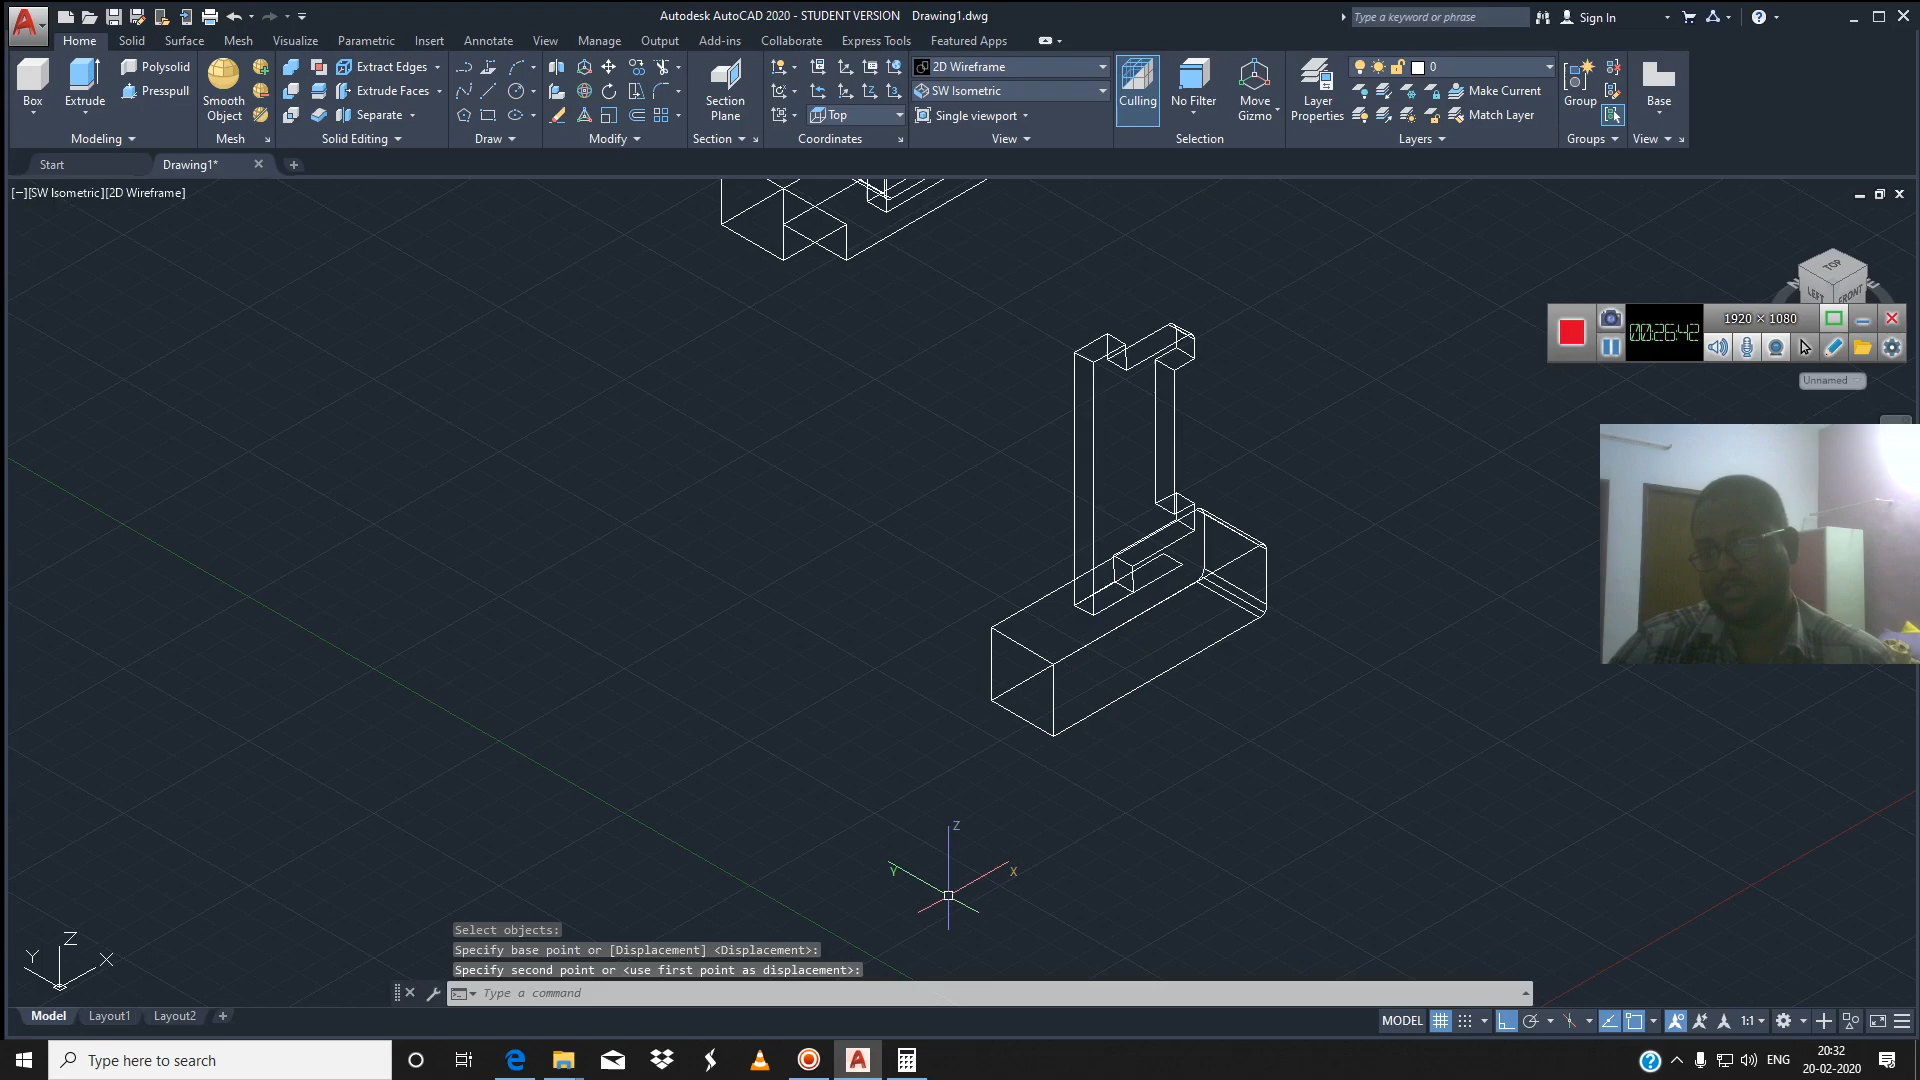 Autodesk AutoCAD 2020 - STUDENT VERSION Drawing1.dwg
Type a keyword or phrase
Sign In
Home Solid Surface Mesh Visualize Parametric Insert Annotate View Manage Output Add-ins Collaborate Express Tools Featured Apps
Box
Extrude
Polysolid
Presspull
Smooth Object
Extract Edges
Extrude Faces
Separate
Section Plane
Top
2D Wireframe
SW Isometric
Single viewport
Culling
No Filter
Move Gizmo
Layer Properties
0
Make Current
Match Layer
Group
Base
Modeling Mesh Solid Editing Draw Modify Section Coordinates View Selection Layers Groups View
Start Drawing1*
[−][SW Isometric][2D Wireframe]
TOP
LEFT FRONT
00:26:42
1920 × 1080
Unnamed
Z
Y
X
Z
Y
X
Select objects:
Specify base point or [Displacement] <Displacement>:
Specify second point or <use first point as displacement>:
Type a command
Model Layout1 Layout2
MODEL
1:1
Type here to search
ENG
20:32
20-02-2020